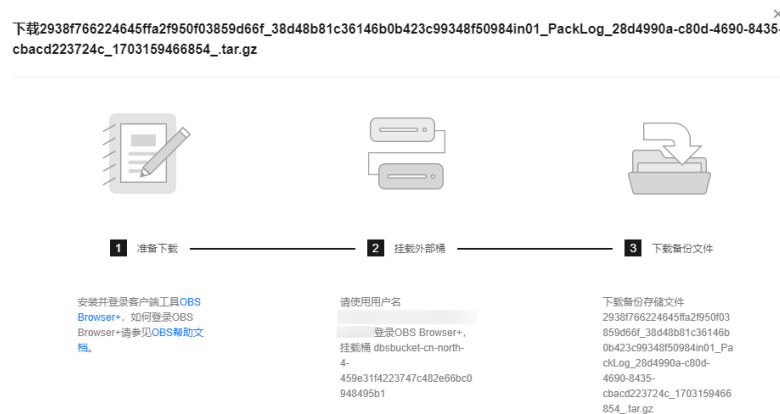 下载2938f766224645ffa2f950f03859d66f_38d48b81c36146b0b423c99348f50984in01_PackLog_28d4990a-c80d-4690-8435-
cbacd223724c_1703159466854_.tar.gz
1 准备下载
2 挂载外部桶
3 下载备份文件
安装并登录客户端工具OBS
Browser+，如何登录OBS
Browser+请参见OBS帮助文
档。
请使用用户名
登录OBS Browser+，
挂载桶 dbsbucket-cn-north-
4-
459e31f4223747c482e66bc0
948495b1
下载备份存储文件
2938f766224645ffa2f950f03
859d66f_38d48b81c36146b
0b423c99348f50984in01_Pa
ckLog_28d4990a-c80d-
4690-8435-
cbacd223724c_1703159466
854_.tar.gz